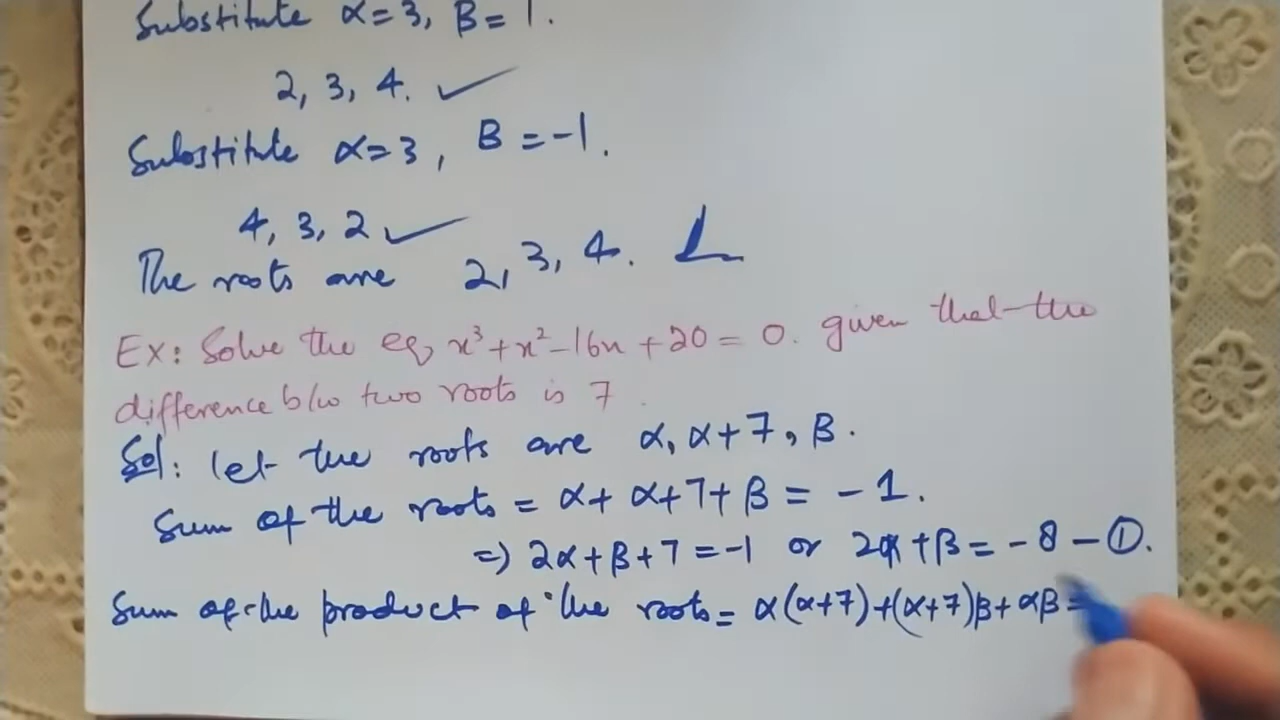 Substitute α=3, β=1.
2, 3, 4. ✓
Substitute α=3, β=-1.
4, 3, 2 ✓
The roots are 2, 3, 4.
Ex: Solve the eq x³+x²-16x+20=0. given that the
difference b/w two roots is 7.
Sol: Let the roots are α, α+7, β.
Sum of the roots = α+ α+7+β = -1.
=) 2α+β+7=-1 or 2α+β=-8-①.
Sum of the product of the roots= α(α+7)+(α+7)β+αβ=